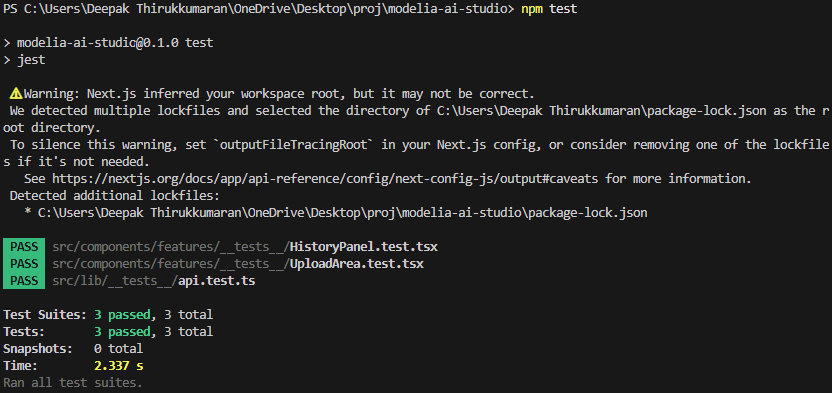 PS C:\Users\Deepak Thirukkumaran\OneDrive\Desktop\proj\modelia-ai-studio> npm test
> modelia-ai-studio@0.1.0 test
> jest
⚠Warning: Next.js inferred your workspace root, but it may not be correct.
We detected multiple lockfiles and selected the directory of C:\Users\Deepak Thirukkumaran\package-lock.json as the r
oot directory.
To silence this warning, set `outputFileTracingRoot` in your Next.js config, or consider removing one of the lockfile
s if it's not needed.
See https://nextjs.org/docs/app/api-reference/config/next-config-js/output#caveats for more information.
Detected additional lockfiles:
* C:\Users\Deepak Thirukkumaran\OneDrive\Desktop\proj\modelia-ai-studio\package-lock.json
PASS src/components/features/__tests__/HistoryPanel.test.tsx
PASS src/components/features/__tests__/UploadArea.test.tsx
PASS src/lib/__tests__/api.test.ts
Test Suites: 3 passed, 3 total
Tests: 3 passed, 3 total
Snapshots: 0 total
Time: 2.337 s
Ran all test suites.